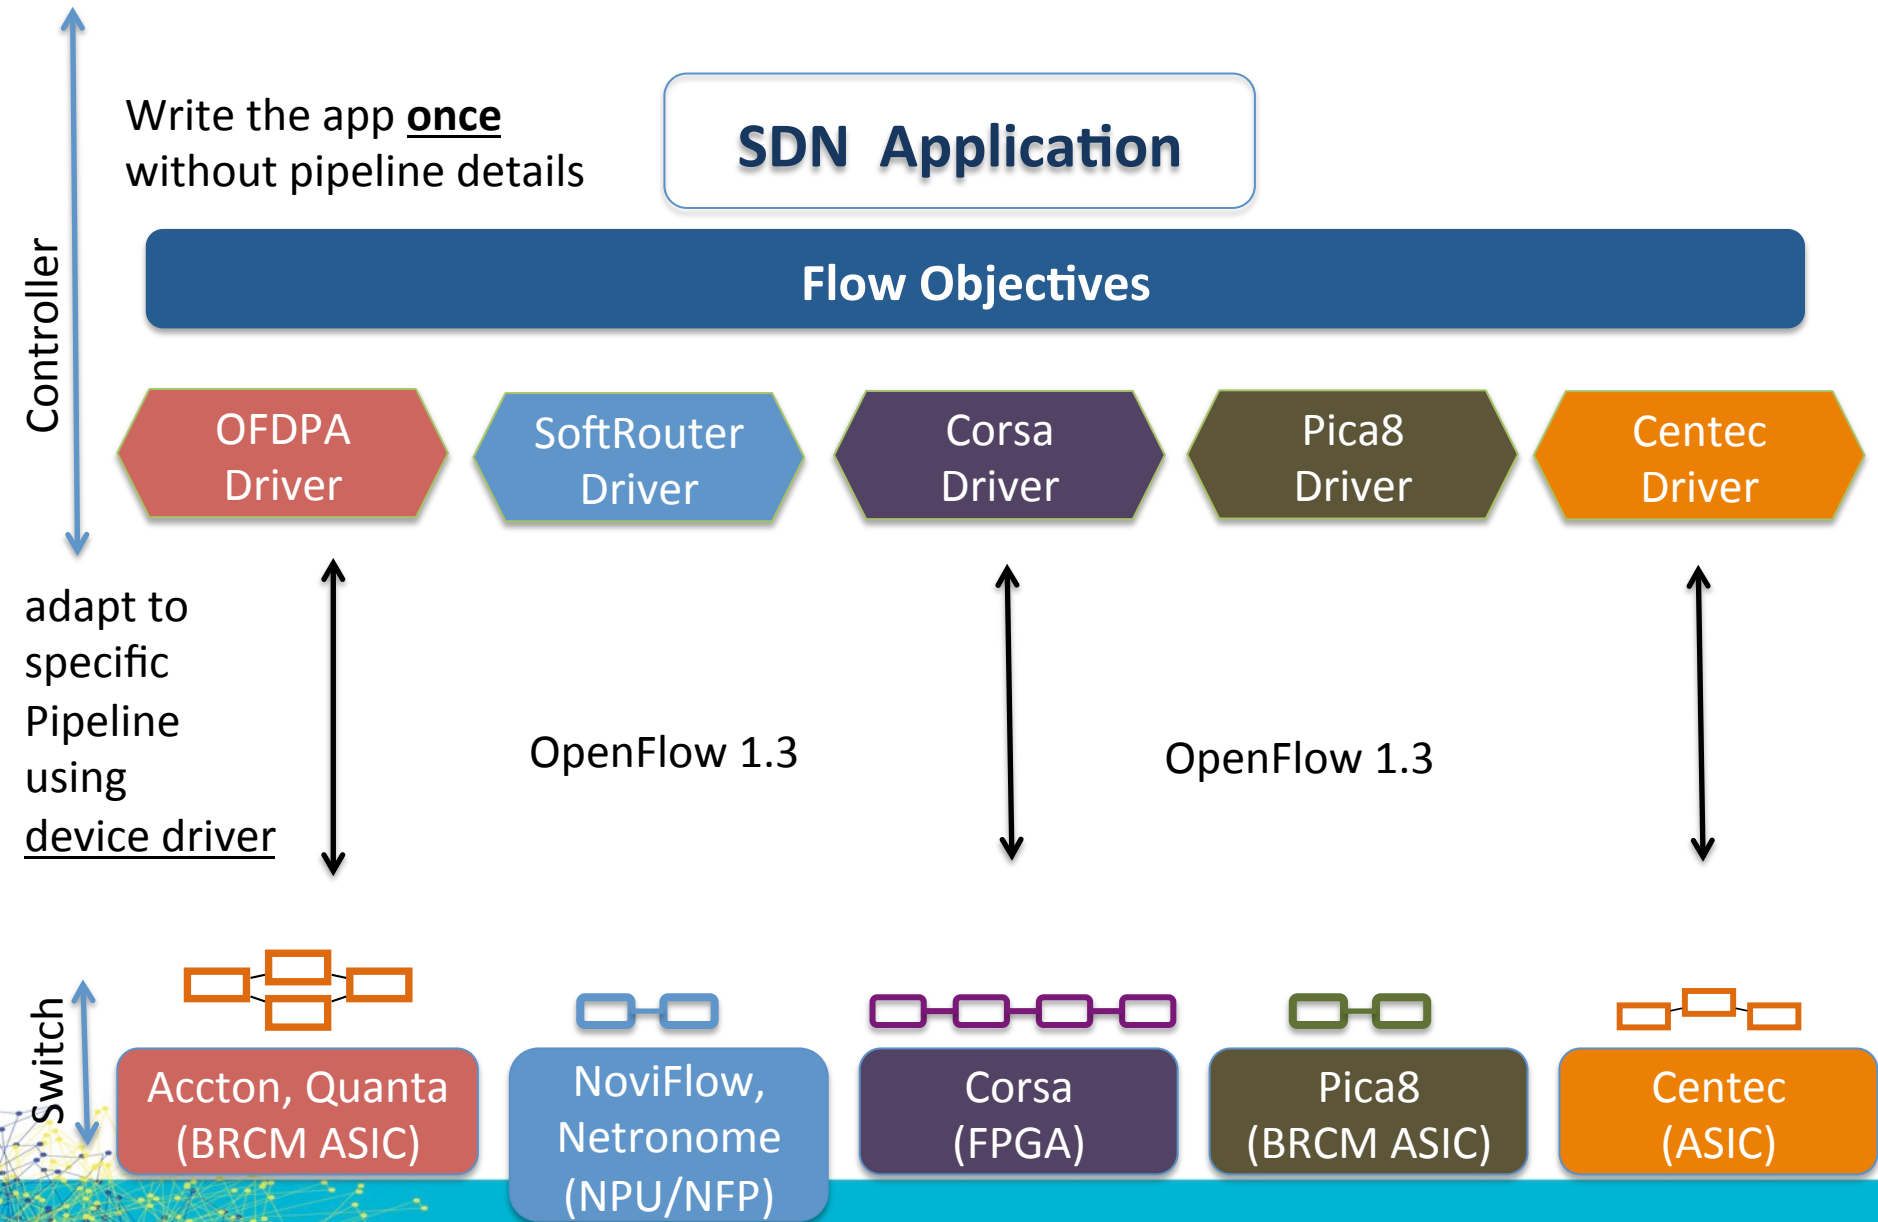 Write the app once
without pipeline details
SDN Application
Controller
Flow Objectives
OFDPA
Driver
SoftRouter
Driver
Corsa
Driver
Pica8
Driver
Centec
Driver
adapt to
specific
Pipeline
using
device driver
OpenFlow 1.3
OpenFlow 1.3
Switch
Accton, Quanta
(BRCM ASIC)
NoviFlow,
Netronome
(NPU/NFP)
Corsa
(FPGA)
Pica8
(BRCM ASIC)
Centec
(ASIC)